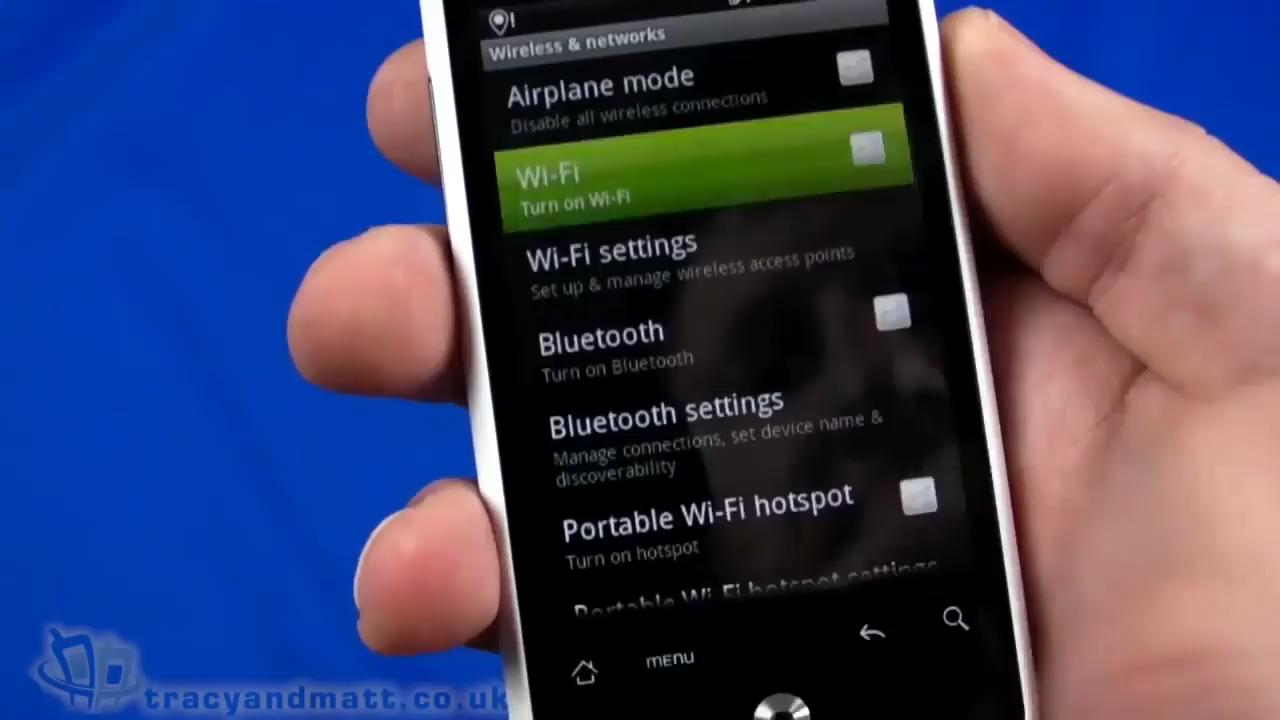 Wireless & networks
Airplane mode
Disable all wireless connections
Wi-Fi
Turn on Wi-Fi
Wi-Fi settings
Set up & manage wireless access points
Bluetooth
Turn on Bluetooth
Bluetooth settings
Manage connections, set device name &
discoverability
Portable Wi-Fi hotspot
Turn on hotspot
Portable Wi-Fi hotspot settings
MENU
tracyandmatt.co.uk